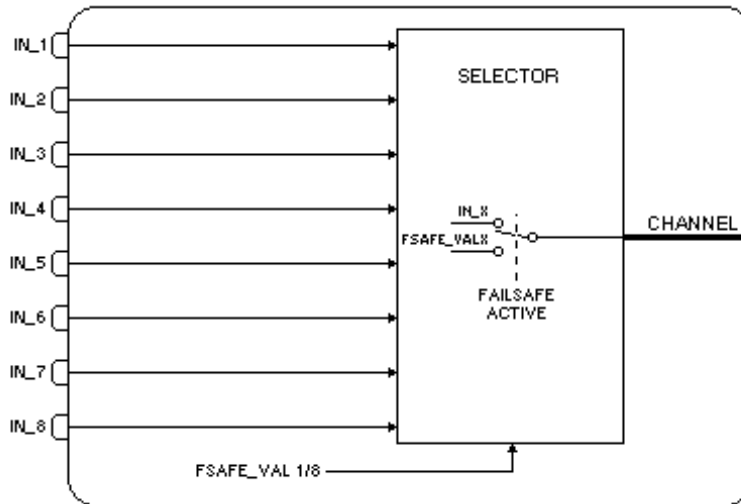 IN_1
IN_2
IN_3
IN_4
IN_5
IN_6
IN_7
IN_8
SELECTOR
IN_X
FSAFE_VALX
FAILSAFE
ACTIVE
CHANNEL
FSAFE_VAL 1/8